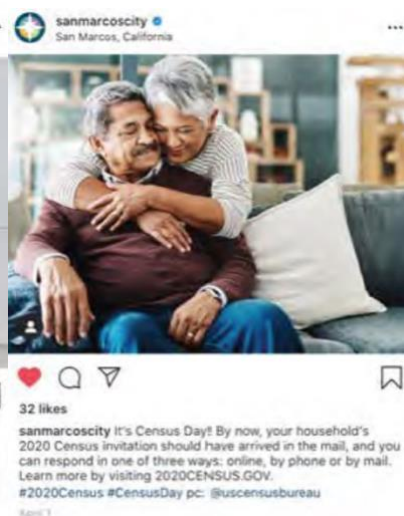 sanmarcoscity
San Marcos, California
32 likes
sanmarcoscity It's Census Day! By now, your household's
2020 Census invitation should have arrived in the mail, and you
can respond in one of three ways: online, by phone or by mail.
Learn more by visiting 2020CENSUS.GOV.
#2020Census #CensusDay pc: @uscensusbureau
April 1